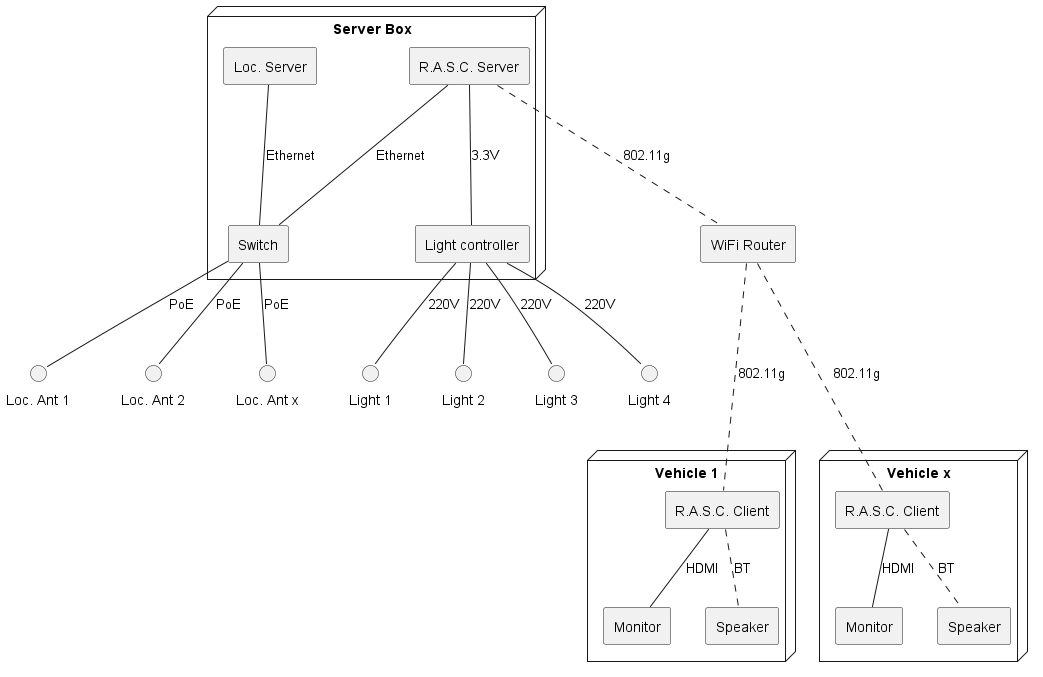 Server Box
Loc. Server
R.A.S.C. Server
Ethernet
Ethernet
3.3V
802.11g
Switch
Light controller
WiFi Router
PoE
PoE
PoE
220V
220V
220V
220V
802.11g
802.11g
Loc. Ant 1
Loc. Ant 2
Loc. Ant x
Light 1
Light 2
Light 3
Light 4
Vehicle 1
Vehicle x
R.A.S.C. Client
R.A.S.C. Client
HDMI
BT
HDMI
BT
Monitor
Speaker
Monitor
Speaker